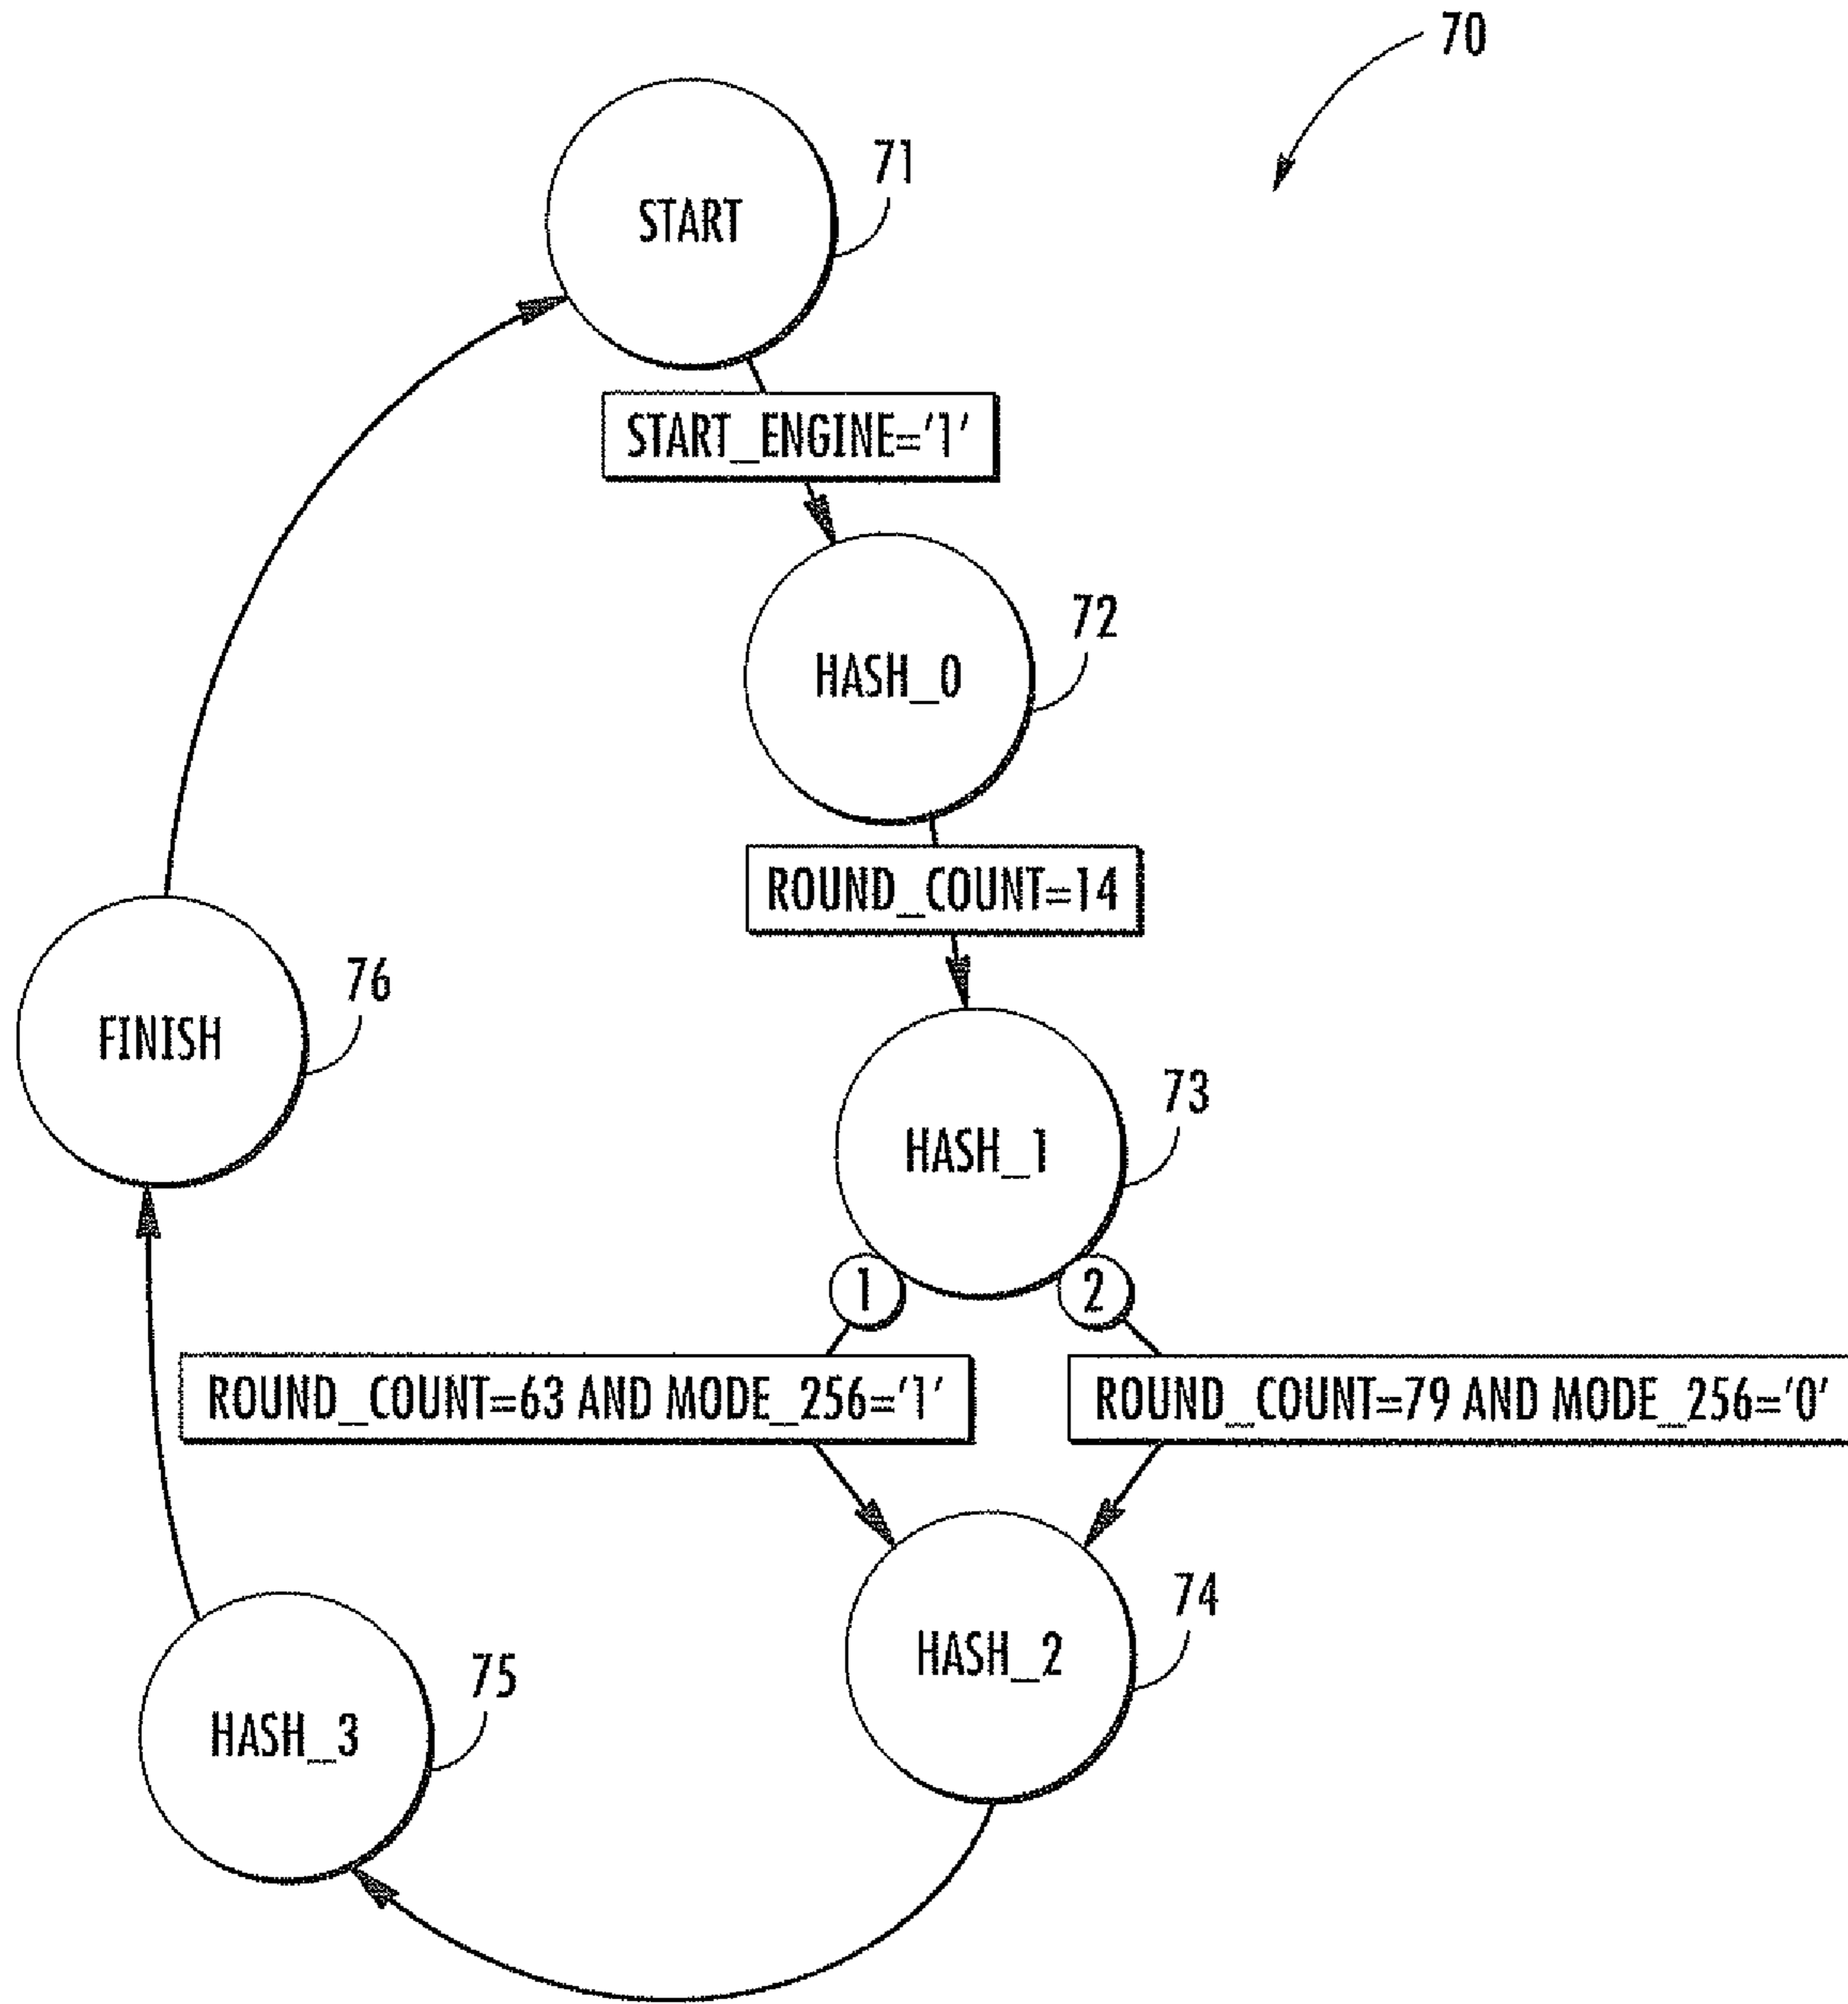 70
71
START
START_ENGINE='1'
72
HASH_0
ROUND_COUNT=14
76
FINISH
73
HASH_1
1
2
ROUND_COUNT=63 AND MODE_256='1'
ROUND_COUNT=79 AND MODE_256='0'
74
HASH_2
75
HASH_3